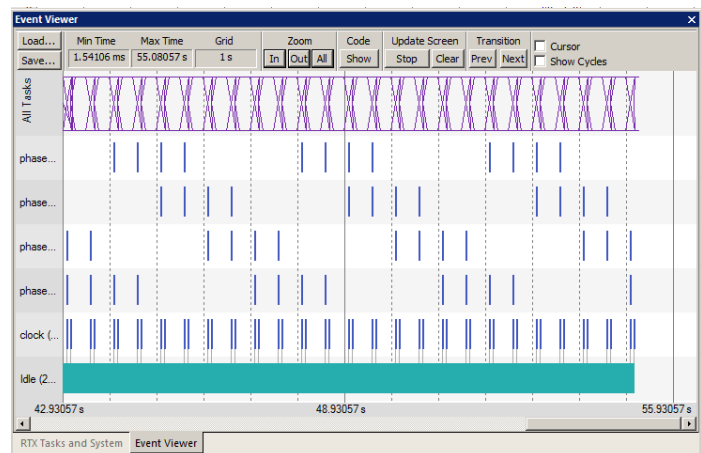 Event Viewer
Load... Min Time Max Time Grid Zoom Code Update Screen Transition Cursor
Save... 1.54106 ms 55.08057 s 1 s In Out All Show Stop Clear Prev Next Show Cycles
All Tasks
phase...
phase...
phase...
phase...
clock (...
Idle (2...
42.93057 s 48.93057 s 55.93057 s
RTX Tasks and System Event Viewer